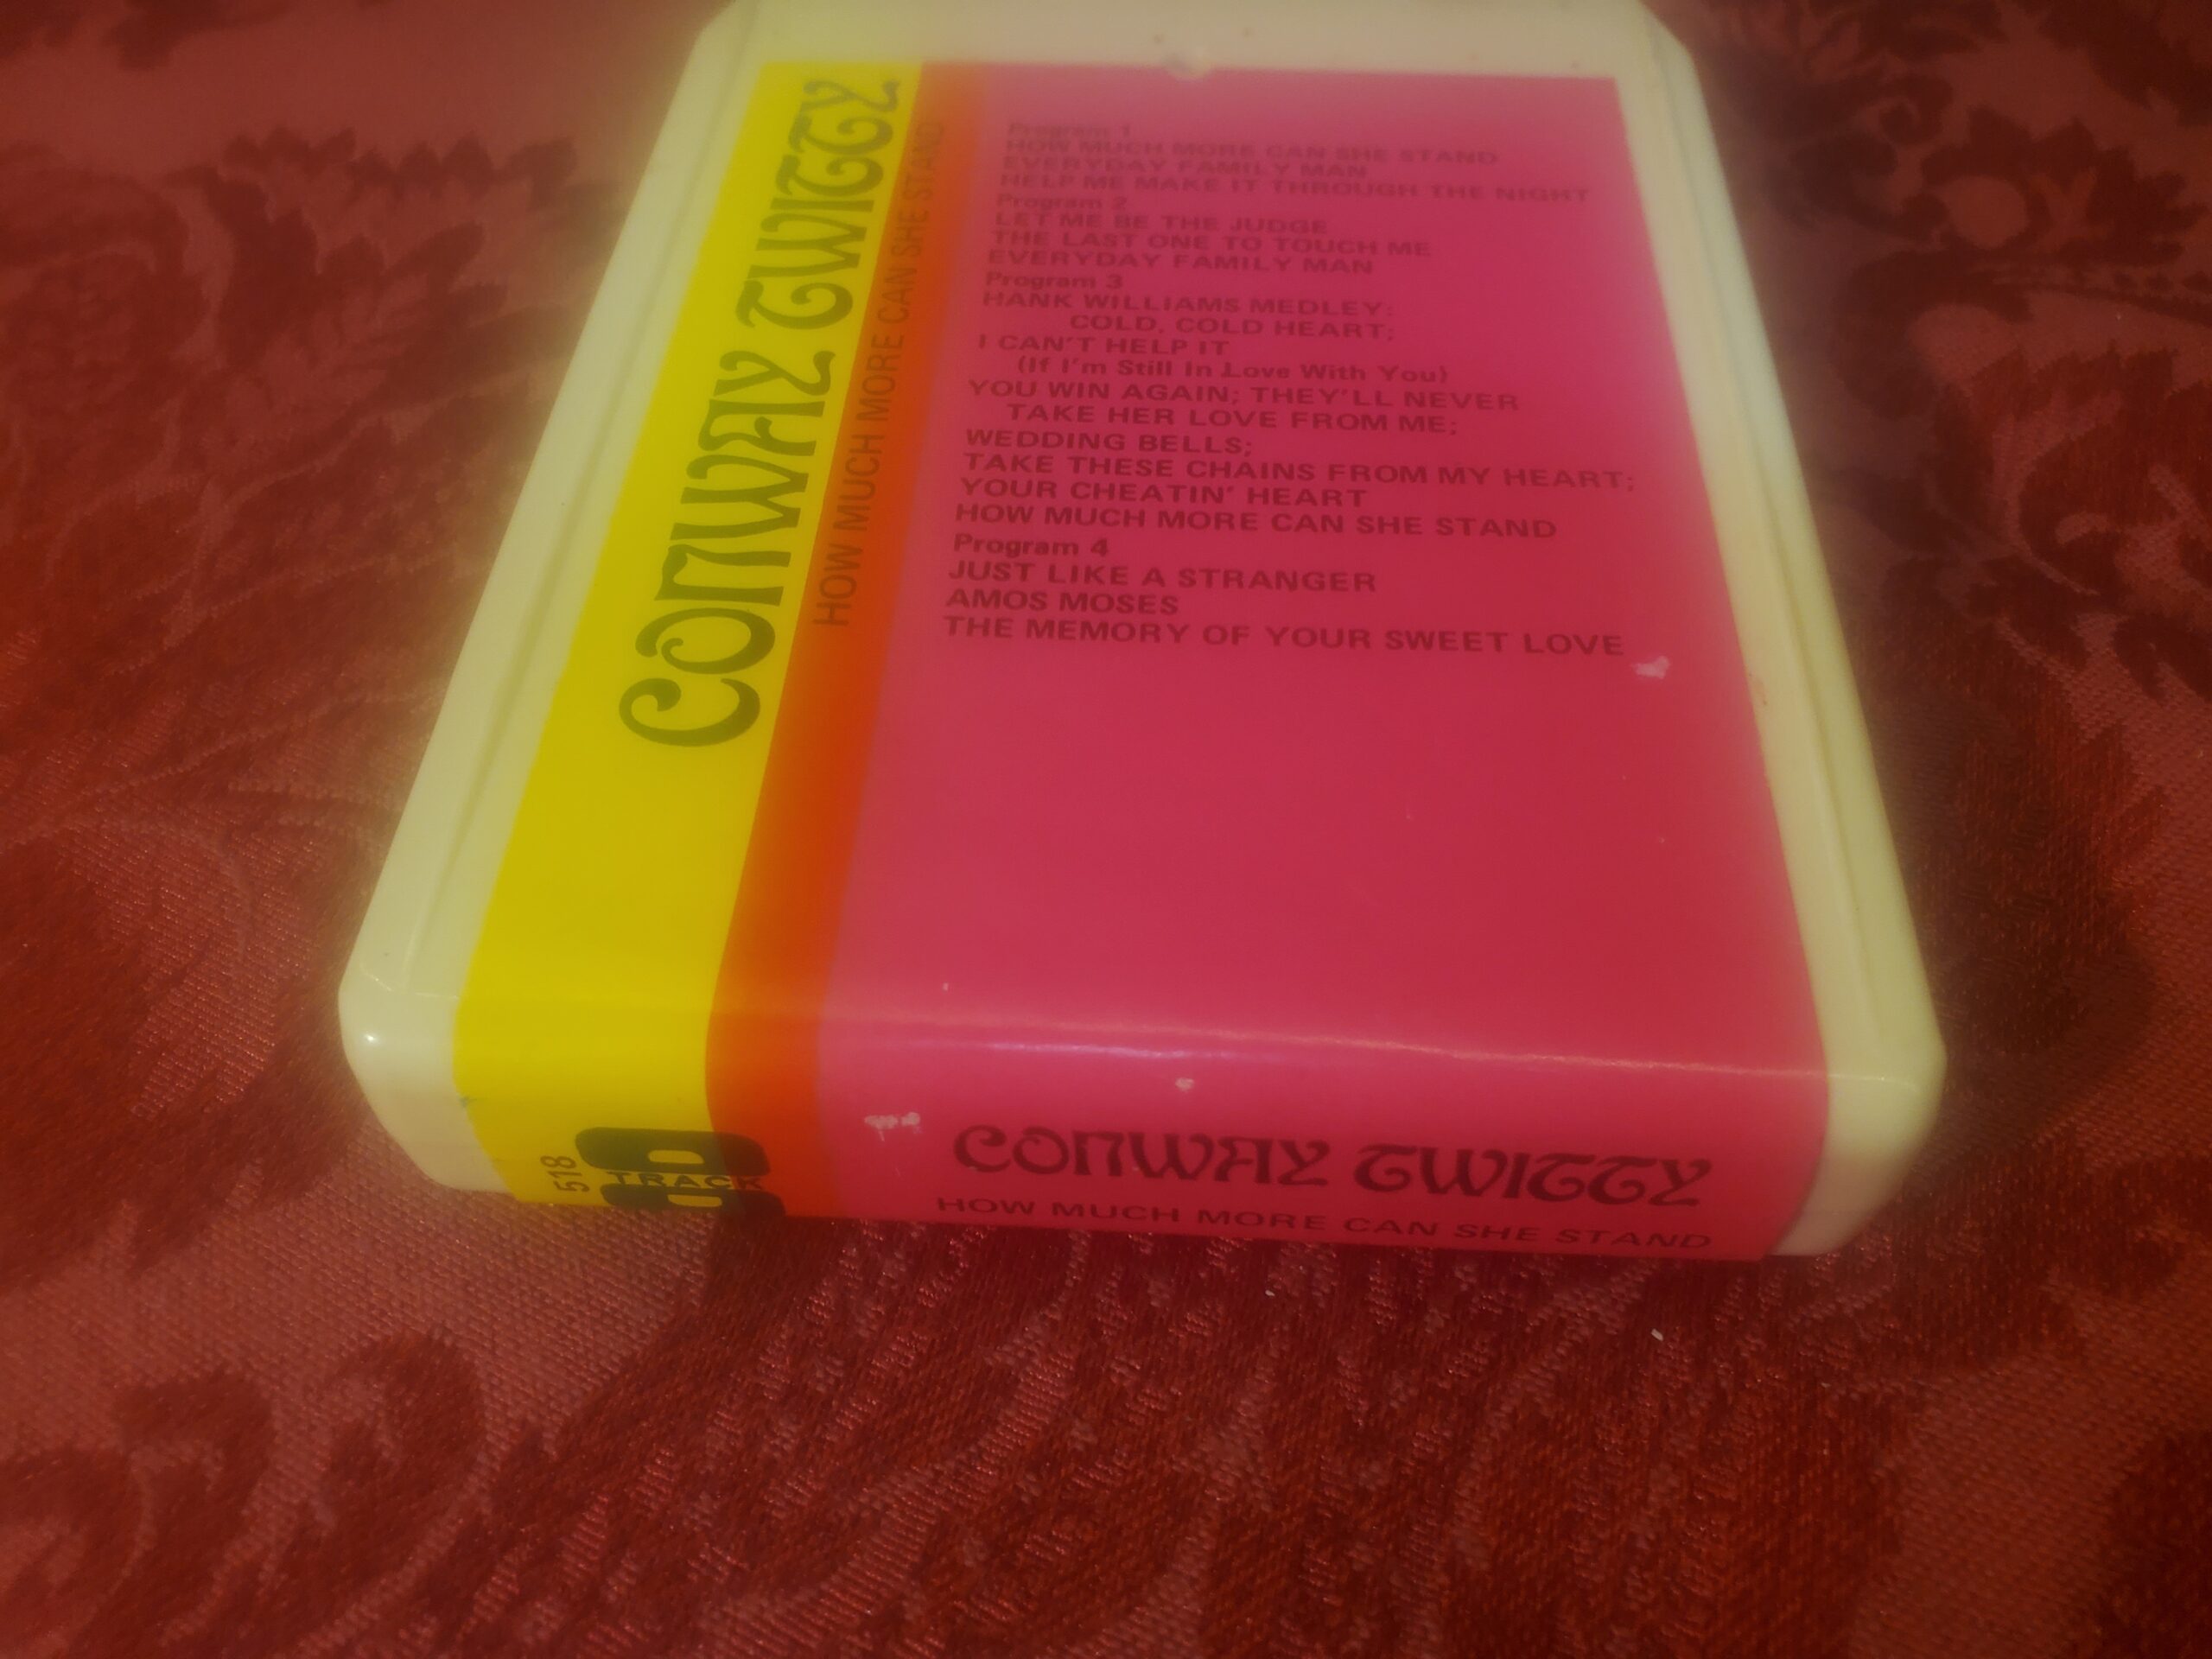 CONWAY TWITTY
HOW MUCH MORE CAN SHE STAND
Program 1
HOW MUCH MORE CAN SHE STAND
EVERYDAY FAMILY MAN
HELP ME MAKE IT THROUGH THE NIGHT
Program 2
LET ME BE THE JUDGE
THE LAST ONE TO TOUCH ME
EVERYDAY FAMILY MAN
Program 3
HANK WILLIAMS MEDLEY:
COLD, COLD HEART;
I CAN'T HELP IT
(If I'm Still In Love With You)
YOU WIN AGAIN; THEY'LL NEVER
TAKE HER LOVE FROM ME;
WEDDING BELLS;
TAKE THESE CHAINS FROM MY HEART;
YOUR CHEATIN' HEART
HOW MUCH MORE CAN SHE STAND
Program 4
JUST LIKE A STRANGER
AMOS MOSES
THE MEMORY OF YOUR SWEET LOVE
518
8 TRACK
CONWAY TWITTY
HOW MUCH MORE CAN SHE STAND